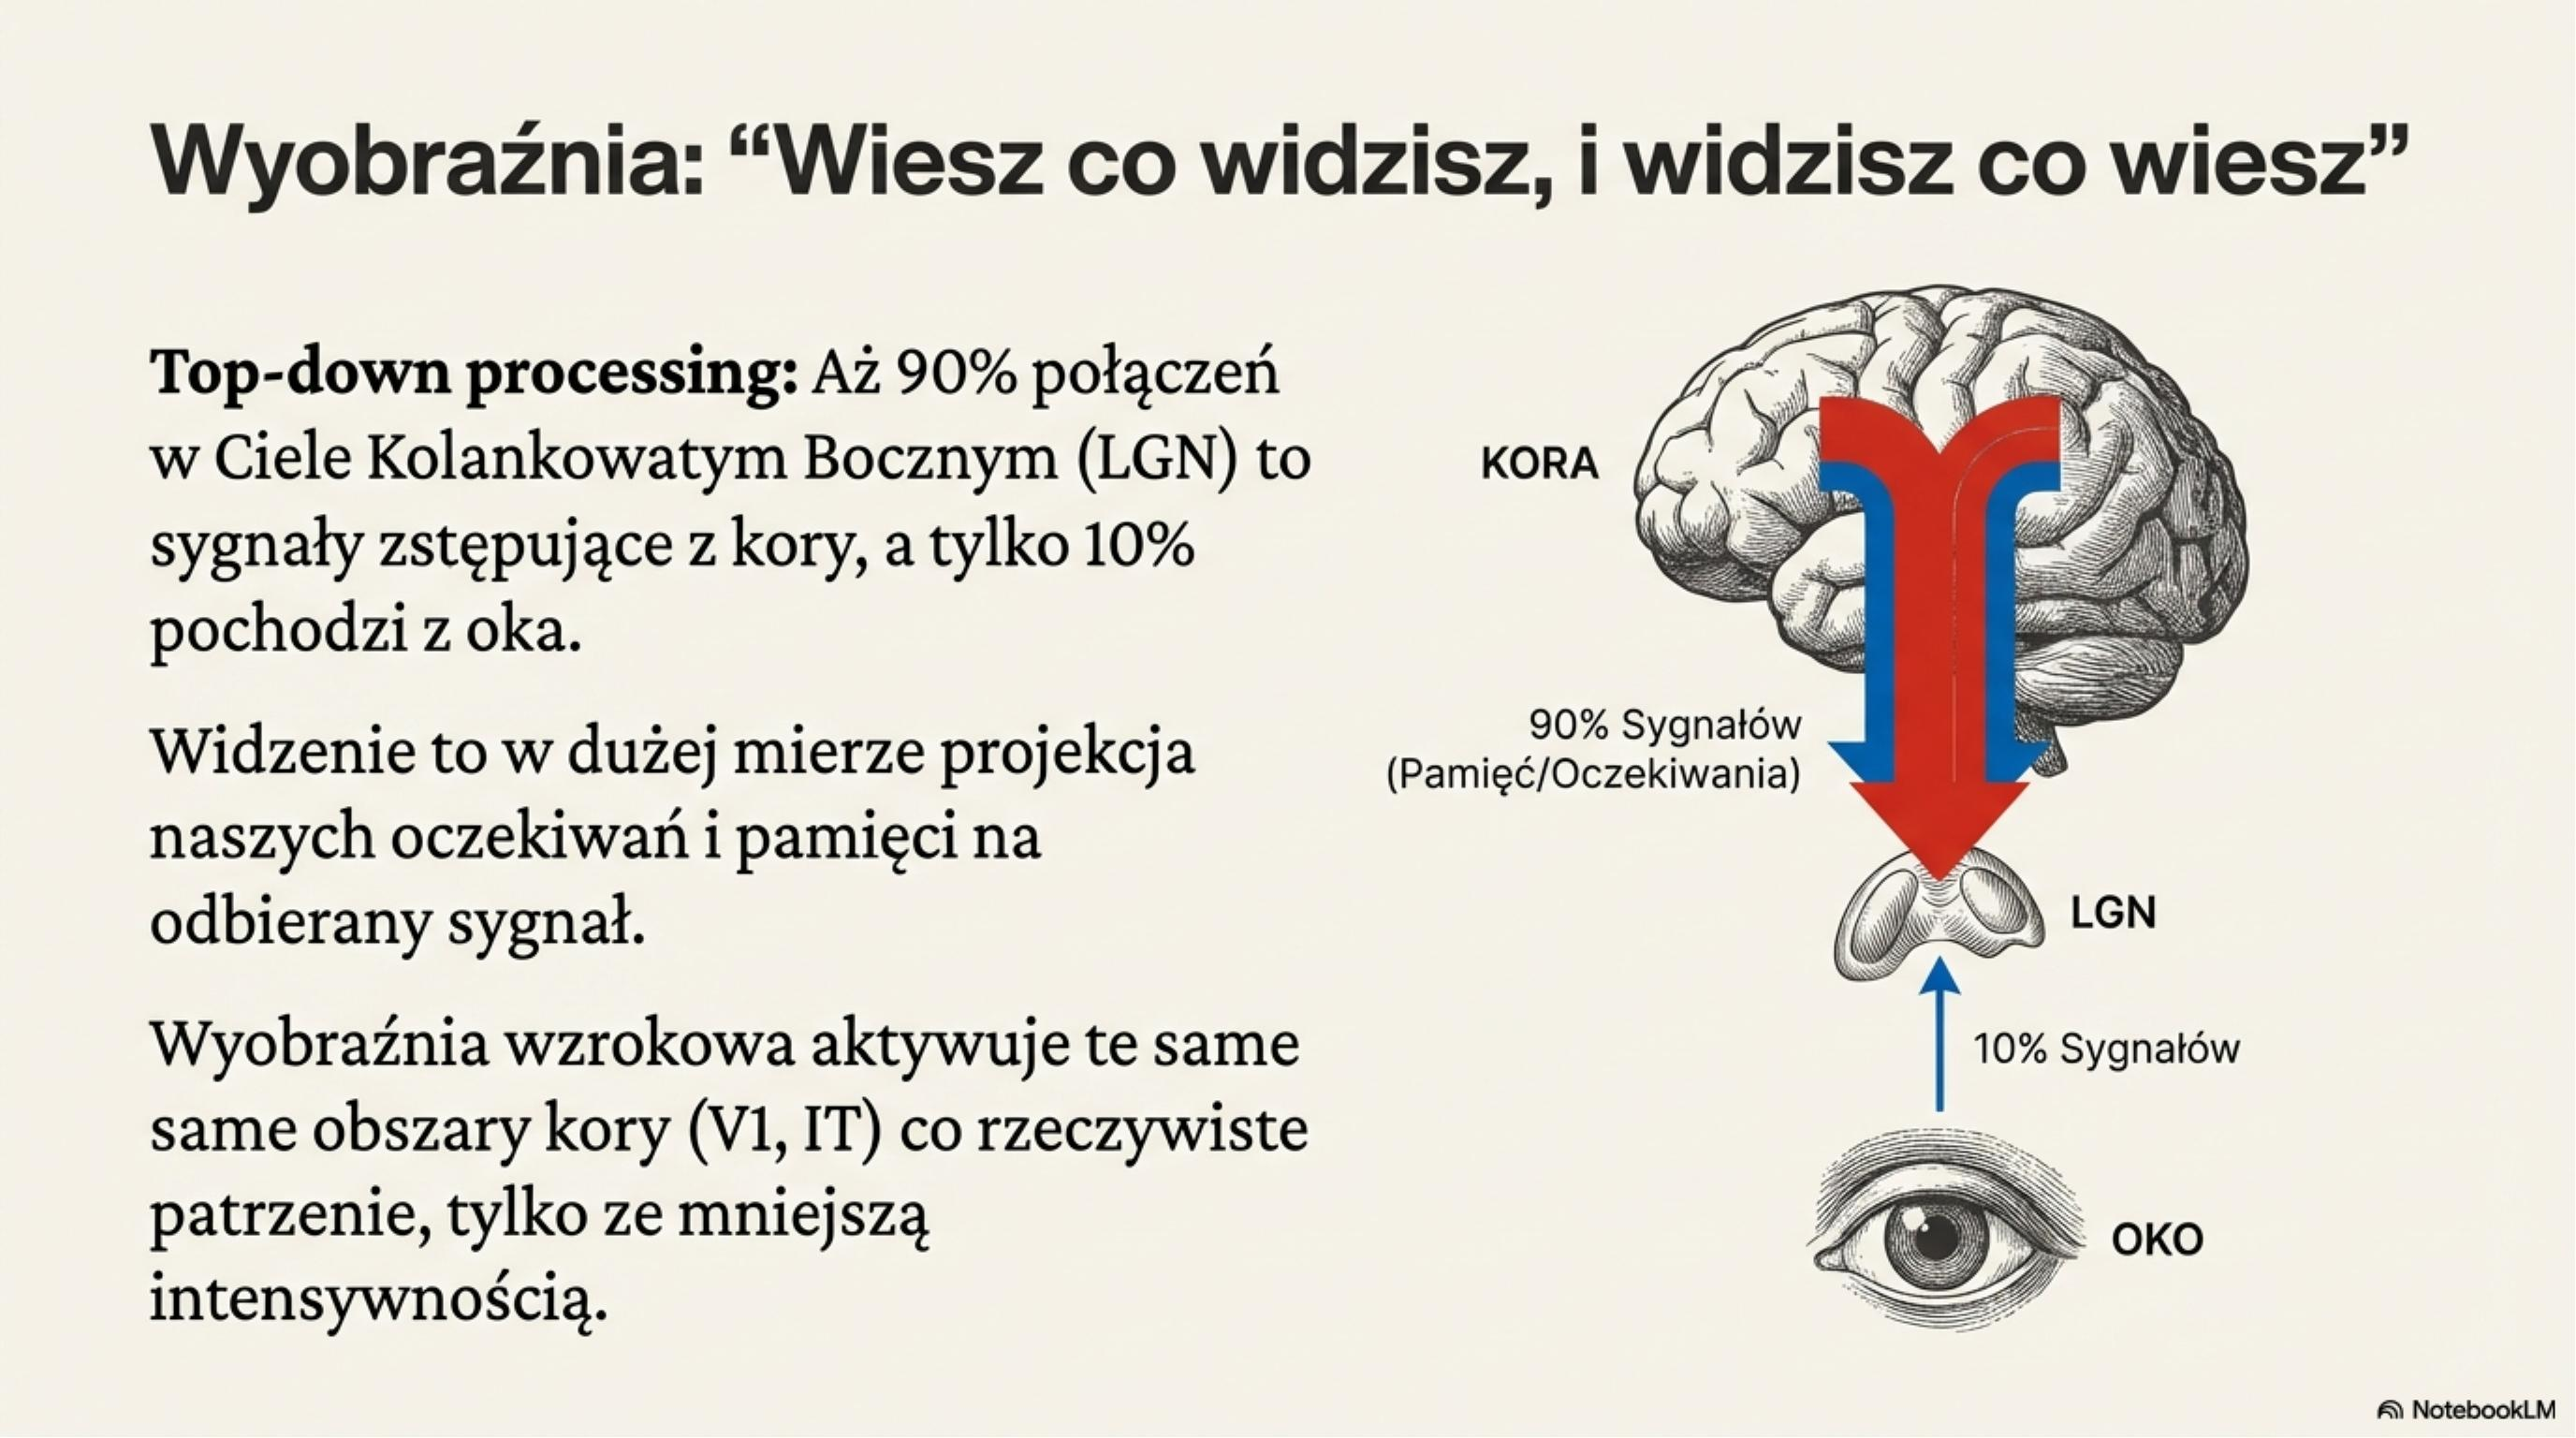 Wyobraźnia: “Wiesz co widzisz, i widzisz co wiesz”
Top-down processing: Aż 90% połączeń
w Ciele Kolankowatym Bocznym (LGN) to
sygnały zstępujące z kory, a tylko 10%
pochodzi z oka.
Widzenie to w dużej mierze projekcja
naszych oczekiwań i pamięci na
odbierany sygnał.
Wyobraźnia wzrokowa aktywuje te same
same obszary kory (V1, IT) co rzeczywiste
patrzenie, tylko ze mniejszą
intensywnością.
KORA
90% Sygnałów
(Pamięć/Oczekiwania)
LGN
10% Sygnałów
OKO
NotebookLM